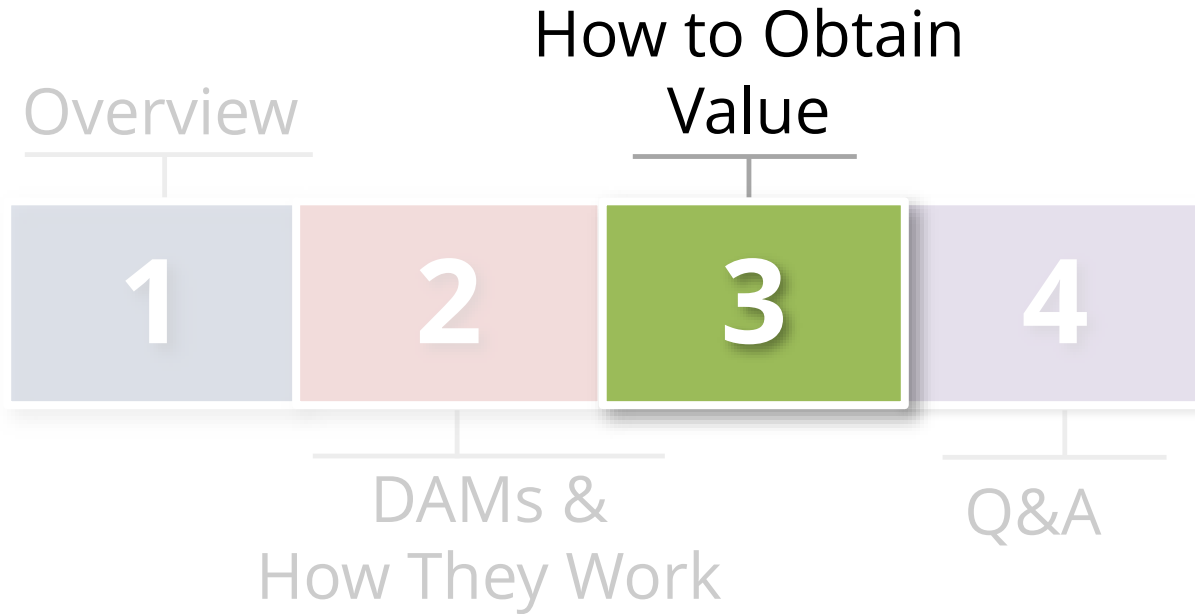 How to Obtain
Value
Overview
1
2
3
4
DAMs &
How They Work
Q&A